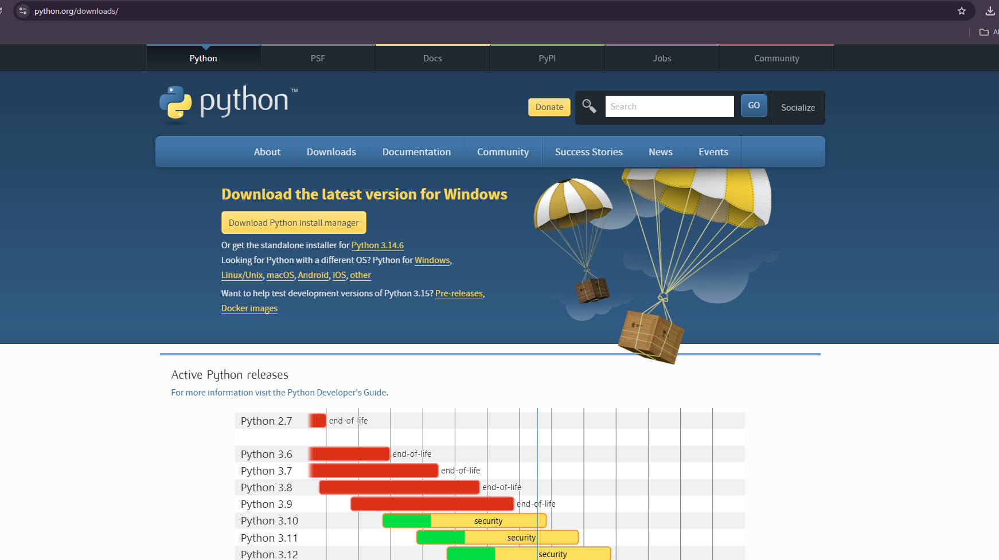 python.org/downloads/
Python
PSF
Docs
PyPI
Jobs
Community
python™
Donate
Search
GO
Socialize
About
Downloads
Documentation
Community
Success Stories
News
Events
Download the latest version for Windows
Download Python install manager
Or get the standalone installer for Python 3.14.6
Looking for Python with a different OS? Python for Windows,
Linux/Unix, macOS, Android, iOS, other
Want to help test development versions of Python 3.15? Pre-releases,
Docker images
Active Python releases
For more information visit the Python Developer's Guide.
Python 2.7 end-of-life
Python 3.6 end-of-life
Python 3.7 end-of-life
Python 3.8 end-of-life
Python 3.9 end-of-life
Python 3.10 security
Python 3.11 security
Python 3.12 security